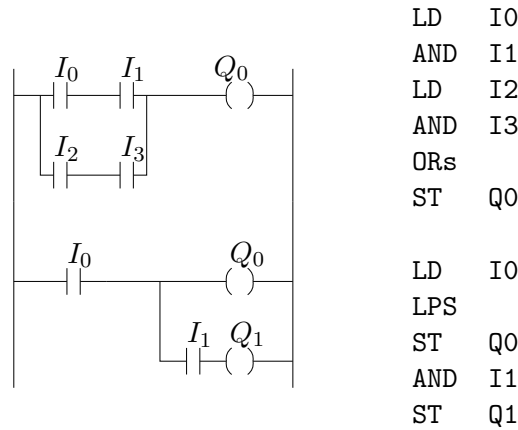 I0 I1 Q0
I2 I3
I0 Q0
I1 Q1
LD I0
AND I1
LD I2
AND I3
ORs
ST Q0
LD I0
LPS
ST Q0
AND I1
ST Q1